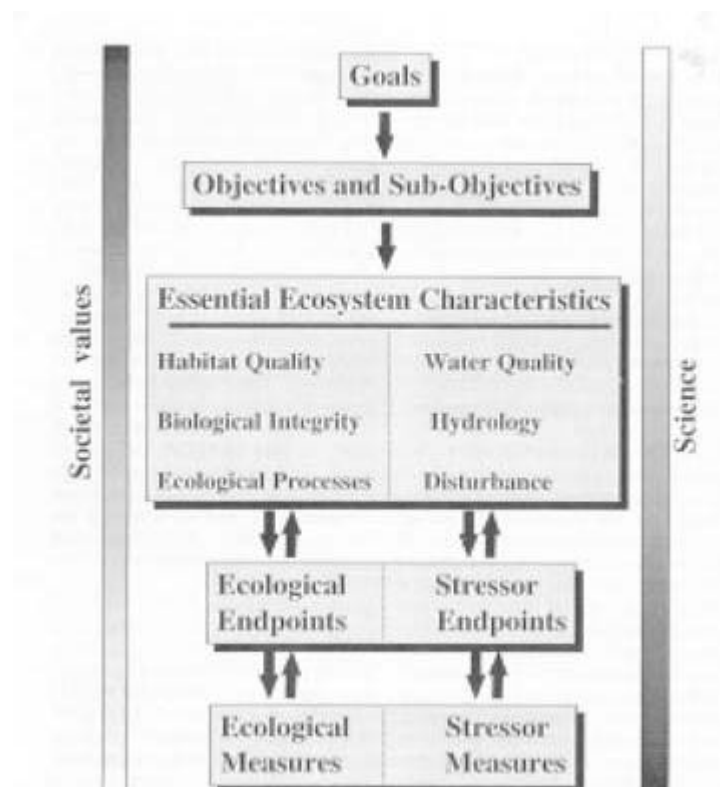 Goals
Objectives and Sub-Objectives
Essential Ecosystem Characteristics
Habitat Quality
Water Quality
Biological Integrity
Hydrology
Ecological Processes
Disturbance
Ecological
Endpoints
Stressor
Endpoints
Ecological
Measures
Stressor
Measures
Societal values
Science